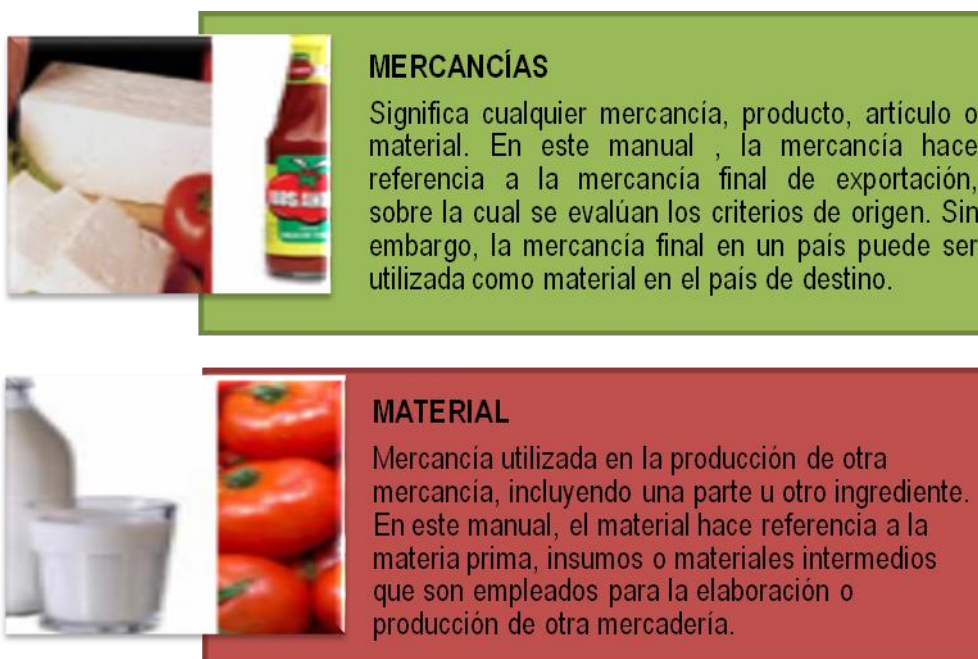 MERCANCÍAS
Significa cualquier mercancía, producto, artículo o
material. En este manual , la mercancía hace
referencia a la mercancía final de exportación,
sobre la cual se evalúan los criterios de origen. Sin
embargo, la mercancía final en un país puede ser
utilizada como material en el país de destino.
MATERIAL
Mercancía utilizada en la producción de otra
mercancía, incluyendo una parte u otro ingrediente.
En este manual, el material hace referencia a la
materia prima, insumos o materiales intermedios
que son empleados para la elaboración o
producción de otra mercadería.